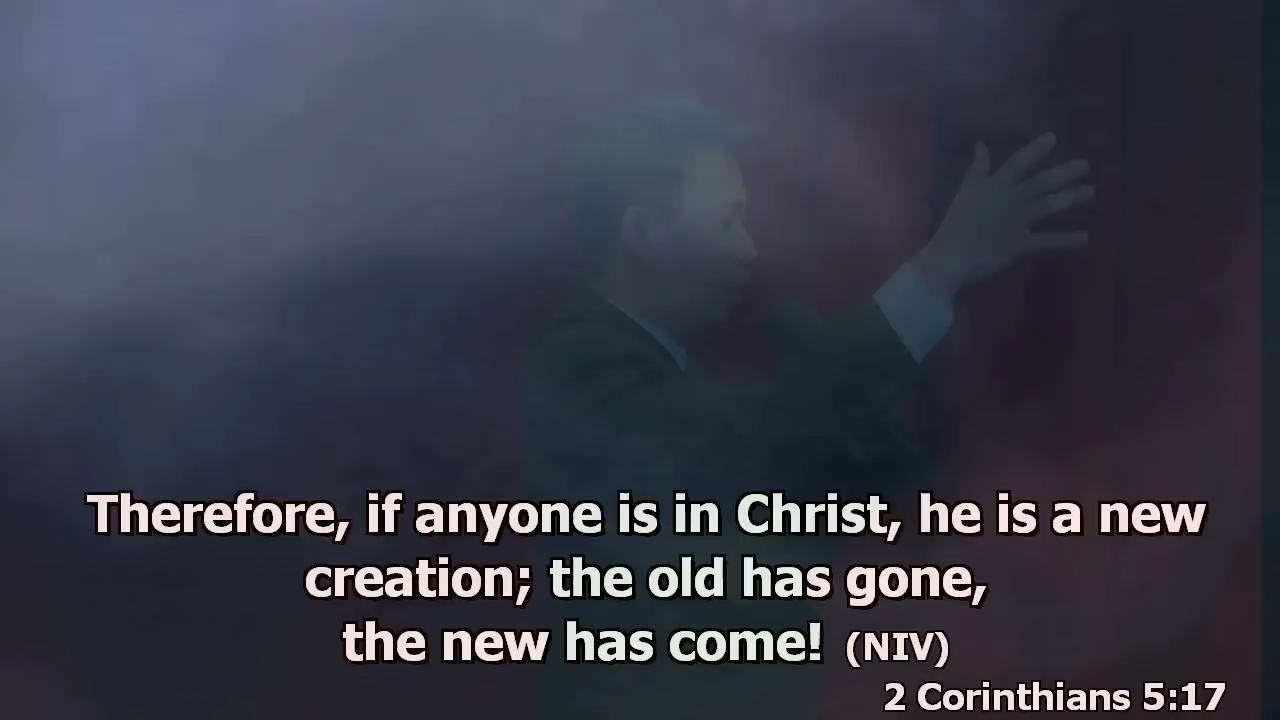 Therefore, if anyone is in Christ, he is a new
creation; the old has gone,
the new has come! (NIV)
2 Corinthians 5:17